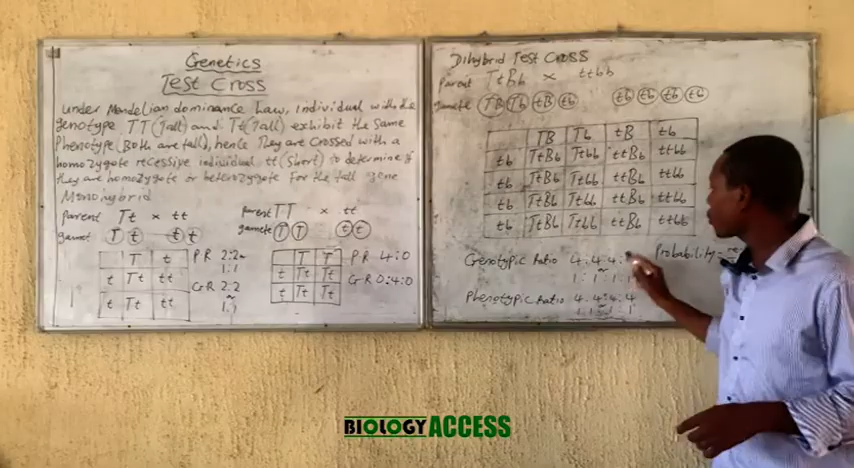 Genetics
Test Cross
Under Mendelian dominance Law, individual with the
genotype TT (Tall) and Tt (Tall) exhibit the same
Phenotype (Both are tall), hence They are crossed with a
homozygote recessive individual tt (short) to determine if
they are homozygote or heterozygote For the tall gene
Monohybrid
parent Tt × tt
gamet T t t t
T t
t Tt tt
t Tt tt
PR 2:2
1:1
GR 2:2
1:1
parent TT × tt
gamete T T t t
T T
t Tt Tt
t Tt Tt
PR 4:0
GR 0:4:0
Dihybrid Test Cross
Parent TtBb × ttbb
gamete TB Tb tB tb tb tb tb tb
TB Tb tB tb
tb TtBb Ttbb ttBb ttbb
tb TtBb Ttbb ttBb ttbb
tb TtBb Ttbb ttBb ttbb
tb TtBb Ttbb ttBb ttbb
Genotypic Ratio 4:4:4:
1:1:1:1
Phenotypic Ratio 4:4:4:4
1:1:1:1
Probability =
BIOLOGY ACCESS